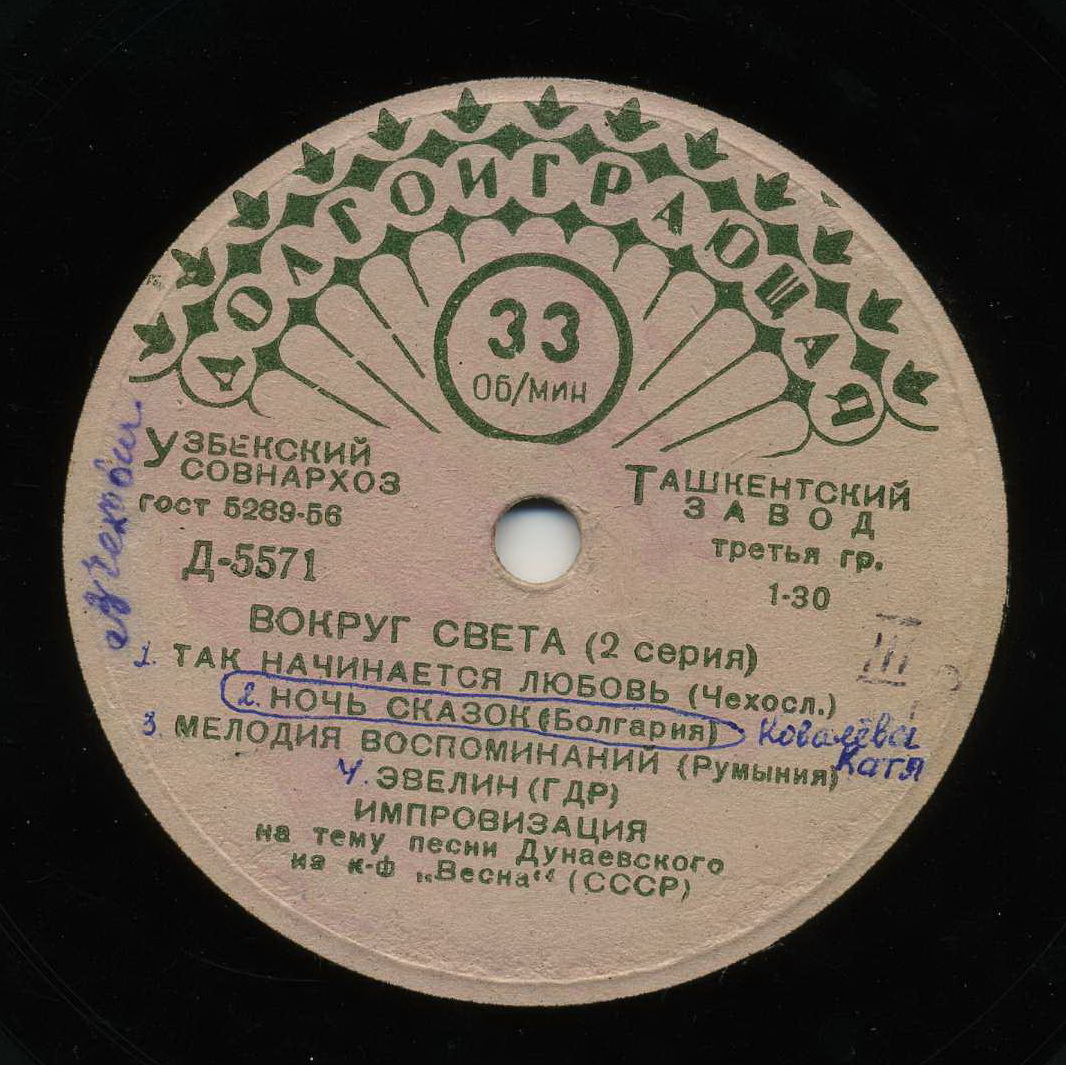 ДОЛГОИГРАЮЩАЯ
33
Об/мин
УЗБЕКСКИЙ
СОВНАРХОЗ
ГОСТ 5289-56
Д-5571
ТАШКЕНТСКИЙ
ЗАВОД
третья гр.
1-30
ВОКРУГ СВЕТА (2 серия)
1. ТАК НАЧИНАЕТСЯ ЛЮБОВЬ (Чехосл.)
2. НОЧЬ СКАЗОК (Болгария) Ковалёва
Катя
3. МЕЛОДИЯ ВОСПОМИНАНИЙ (Румыния)
4. ЭВЕЛИН (ГДР)
ИМПРОВИЗАЦИЯ
на тему песни Дунаевского
из к-ф „Весна“ (СССР)
III